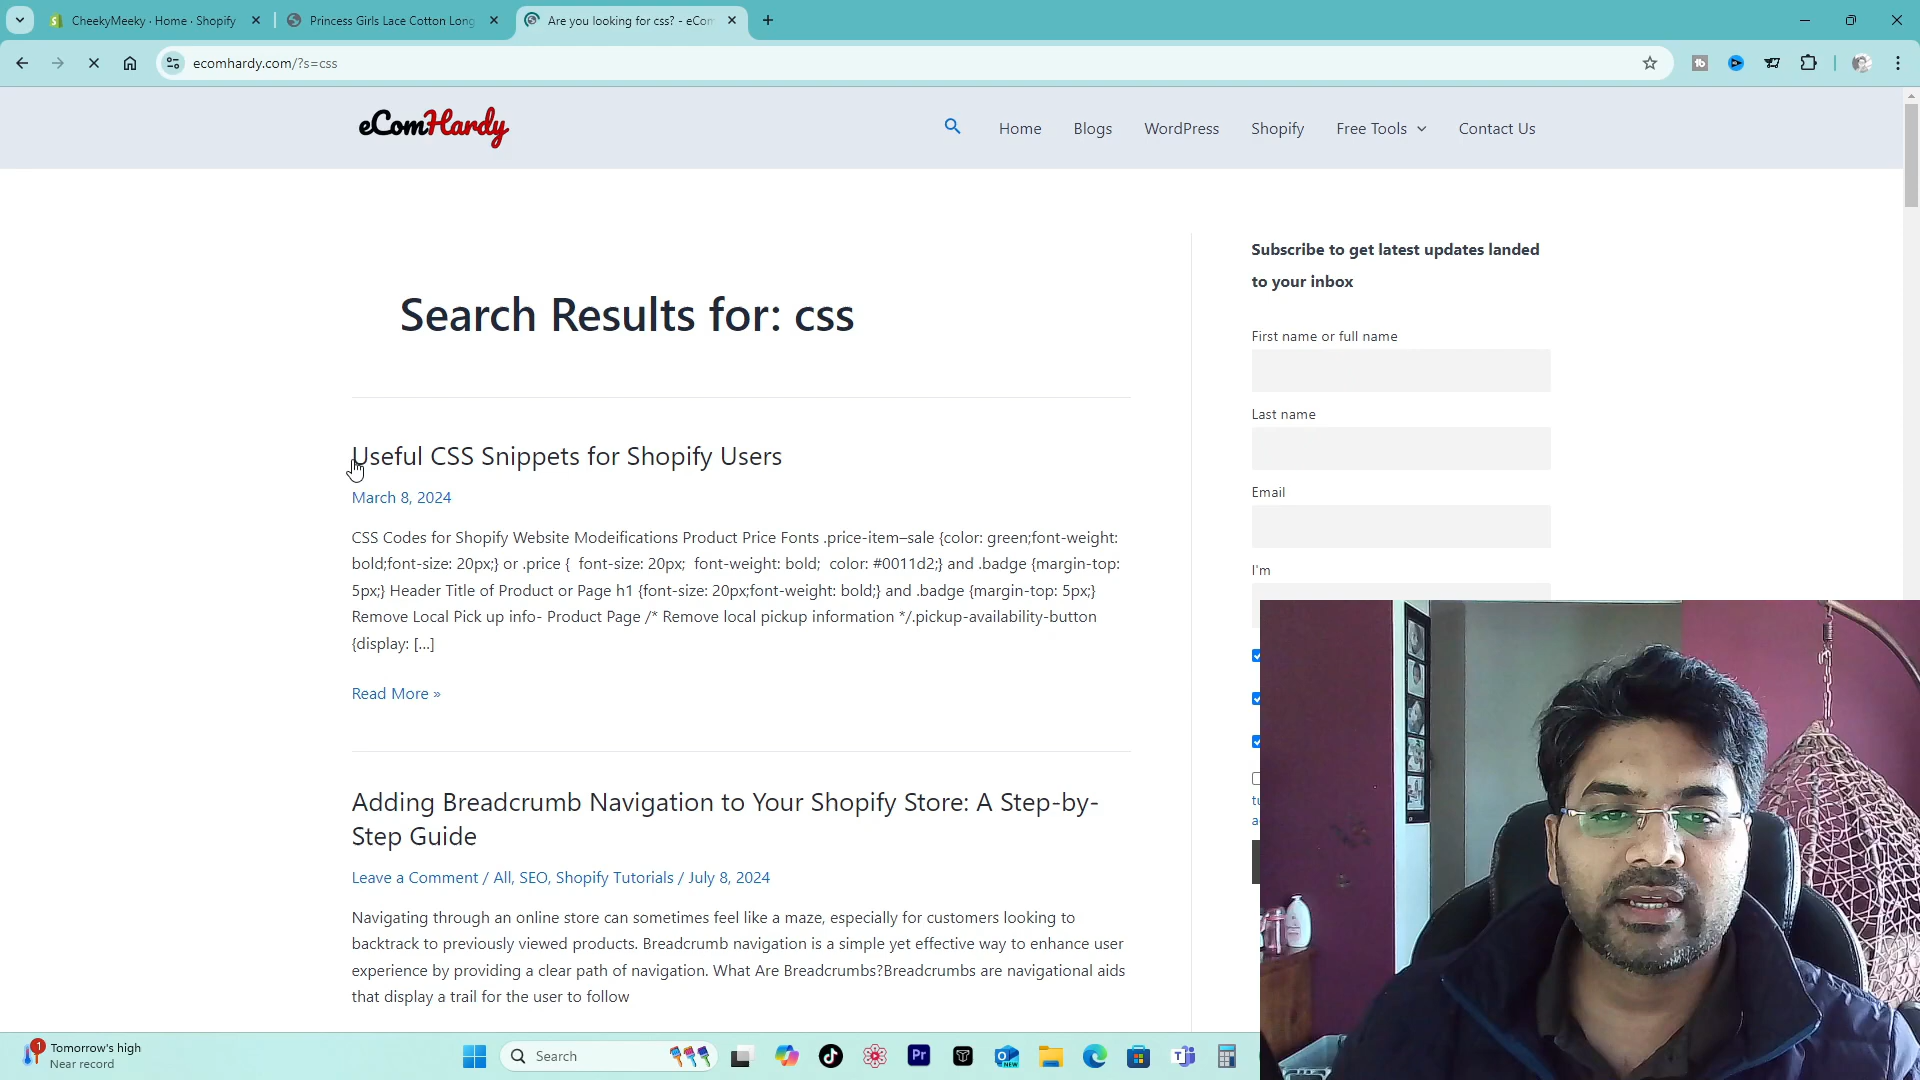 CheekyMeeky · Home · Shopify
Princess Girls Lace Cotton Long
Are you looking for css? - eCom
ecomhardy.com/?s=css
eComHardy
Home
Blogs
WordPress
Shopify
Free Tools
Contact Us
Search Results for: css
Useful CSS Snippets for Shopify Users
March 8, 2024
CSS Codes for Shopify Website Modeifications Product Price Fonts .price-item–sale {color: green;font-weight:
bold;font-size: 20px;} or .price {  font-size: 20px;  font-weight: bold;  color: #0011d2;} and .badge {margin-top:
5px;} Header Title of Product or Page h1 {font-size: 20px;font-weight: bold;} and .badge {margin-top: 5px;}
Remove Local Pick up info- Product Page /* Remove local pickup information */.pickup-availability-button
{display: […]
Read More »
Adding Breadcrumb Navigation to Your Shopify Store: A Step-by-
Step Guide
Leave a Comment / All, SEO, Shopify Tutorials / July 8, 2024
Navigating through an online store can sometimes feel like a maze, especially for customers looking to
backtrack to previously viewed products. Breadcrumb navigation is a simple yet effective way to enhance user
experience by providing a clear path of navigation. What Are Breadcrumbs?Breadcrumbs are navigational aids
that display a trail for the user to follow
Subscribe to get latest updates landed
to your inbox
First name or full name
Last name
Email
I'm
1
Tomorrow's high
Near record
Search
Pr
NEW